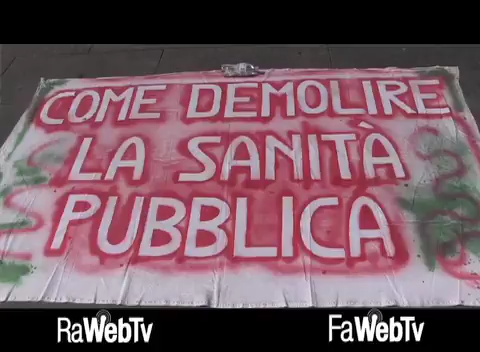 COME DEMOLIRE
LA SANITÀ
PUBBLICA
RaWebTv
FaWebTv